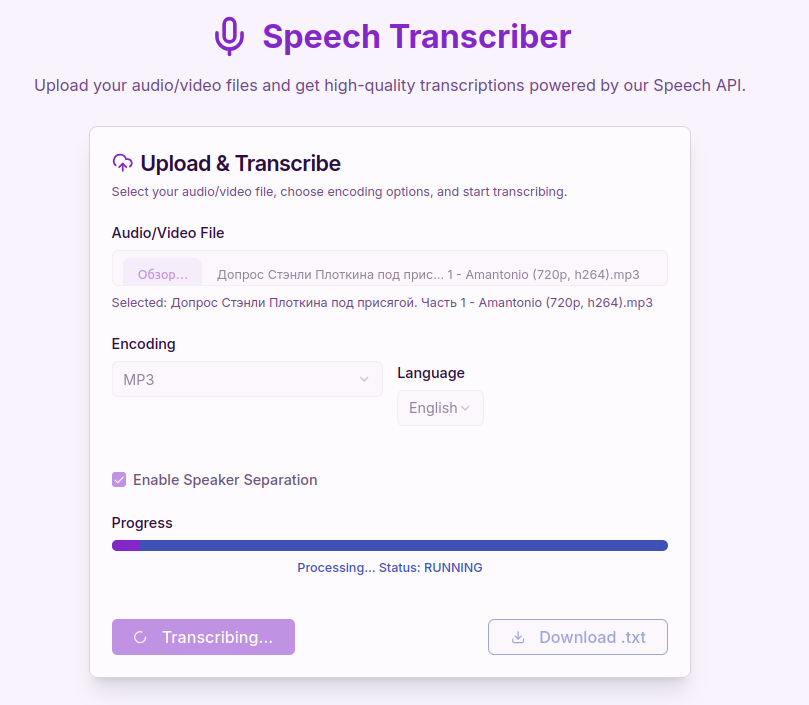 Speech Transcriber
Upload your audio/video files and get high-quality transcriptions powered by our Speech API.
Upload & Transcribe
Select your audio/video file, choose encoding options, and start transcribing.
Audio/Video File
Обзор... Допрос Стэнли Плоткина под прис... 1 - Amantonio (720p, h264).mp3
Selected: Допрос Стэнли Плоткина под присягой. Часть 1 - Amantonio (720p, h264).mp3
Encoding
MP3
Language
English
Enable Speaker Separation
Progress
Processing... Status: RUNNING
Transcribing...
Download .txt